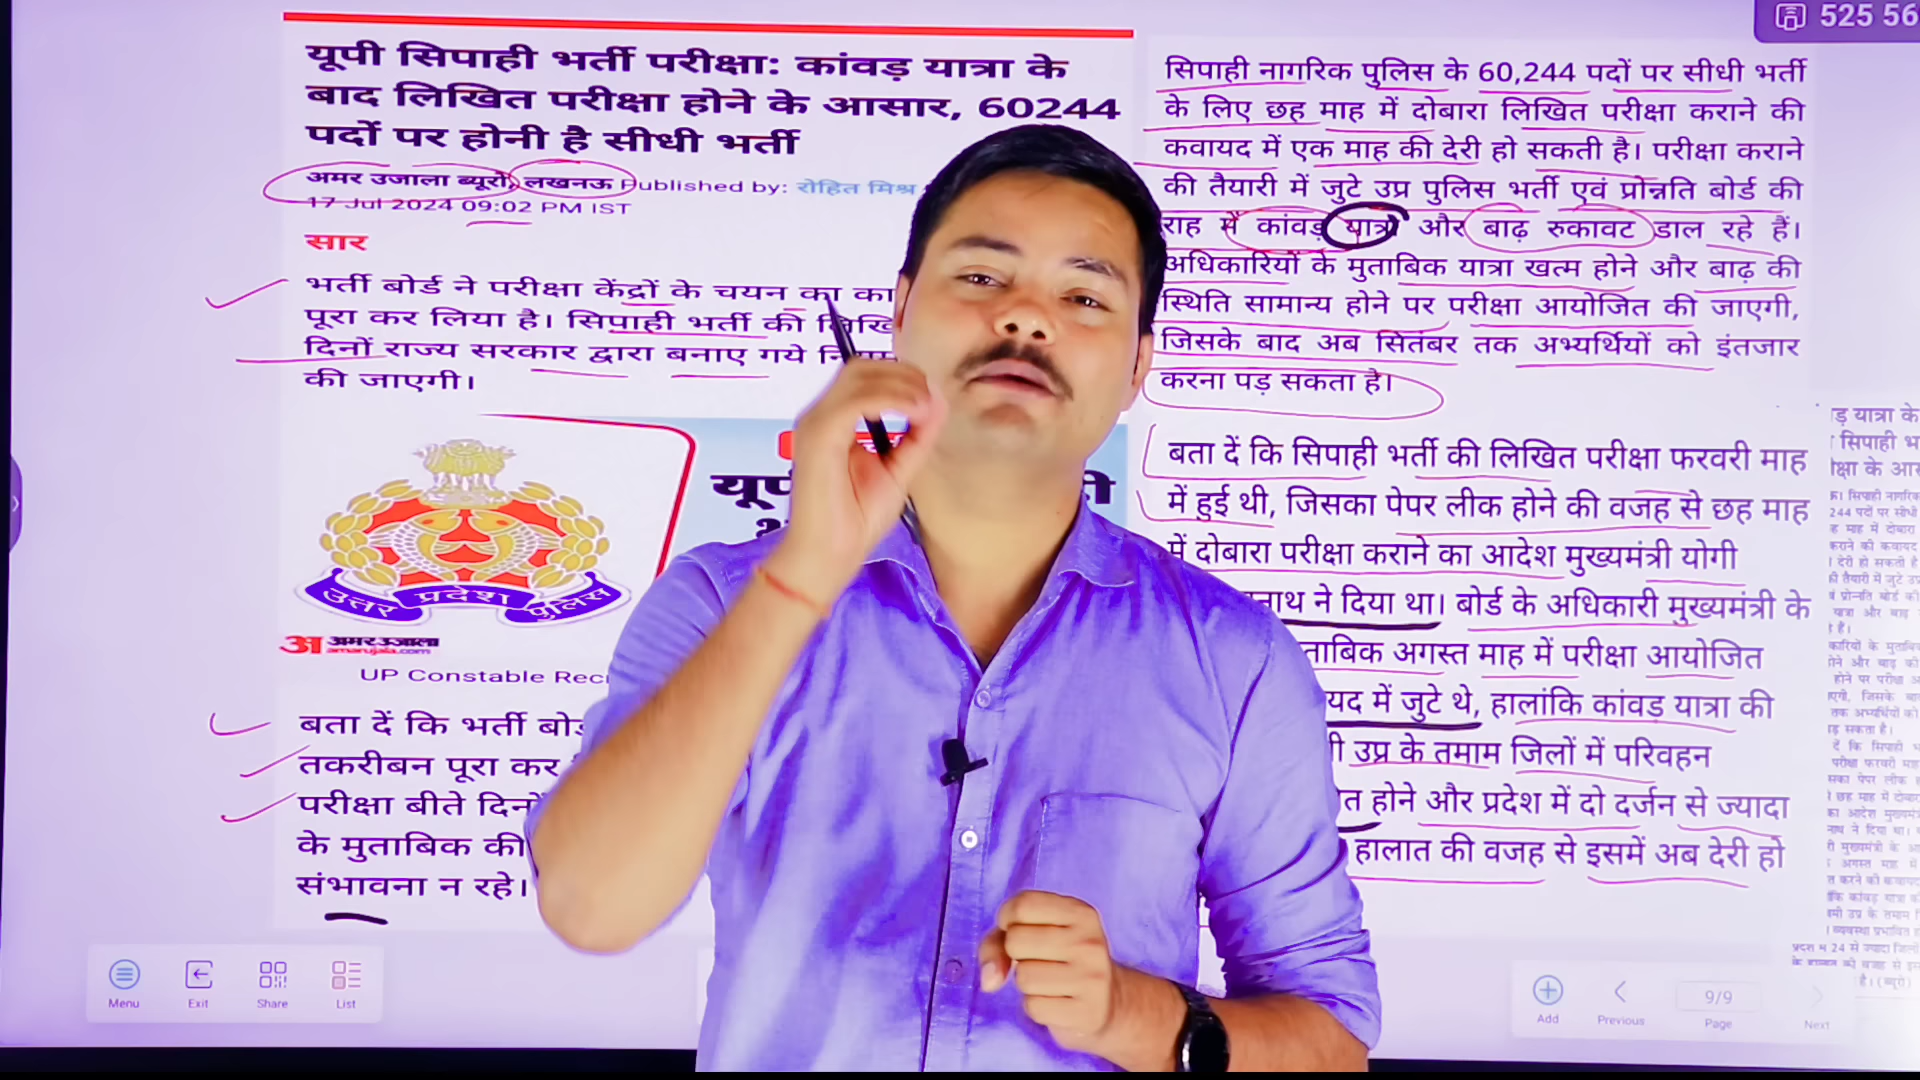 525 56
यूपी सिपाही भर्ती परीक्षा: कांवड़ यात्रा के
बाद लिखित परीक्षा होने के आसार, 60244
पदों पर होनी है सीधी भर्ती
अमर उजाला ब्यूरो, लखनऊ Published by: रोहित मिश्र
17 Jul 2024 09:02 PM IST
सार
भर्ती बोर्ड ने परीक्षा केंद्रों के चयन का का
पूरा कर लिया है। सिपाही भर्ती की लिखि
दिनों राज्य सरकार द्वारा बनाए गये नियम
की जाएगी।
यूपी
उत्तर प्रदेश पुलिस
अ अमर उजाला
amarujala.com
UP Constable Recr
बता दें कि भर्ती बोर्ड
तकरीबन पूरा कर
परीक्षा बीते दिनों
के मुताबिक की
संभावना न रहे।
सिपाही नागरिक पुलिस के 60,244 पदों पर सीधी भर्ती
के लिए छह माह में दोबारा लिखित परीक्षा कराने की
कवायद में एक माह की देरी हो सकती है। परीक्षा कराने
की तैयारी में जुटे उप्र पुलिस भर्ती एवं प्रोन्नति बोर्ड की
राह में कांवड़ यात्रा और बाढ़ रुकावट डाल रहे हैं।
अधिकारियों के मुताबिक यात्रा खत्म होने और बाढ़ की
स्थिति सामान्य होने पर परीक्षा आयोजित की जाएगी,
जिसके बाद अब सितंबर तक अभ्यर्थियों को इंतजार
करना पड़ सकता है।
बता दें कि सिपाही भर्ती की लिखित परीक्षा फरवरी माह
में हुई थी, जिसका पेपर लीक होने की वजह से छह माह
में दोबारा परीक्षा कराने का आदेश मुख्यमंत्री योगी
नाथ ने दिया था। बोर्ड के अधिकारी मुख्यमंत्री के
ताबिक अगस्त माह में परीक्षा आयोजित
यद में जुटे थे, हालांकि कांवड़ यात्रा की
उप्र के तमाम जिलों में परिवहन
त होने और प्रदेश में दो दर्जन से ज्यादा
हालात की वजह से इसमें अब देरी हो
Menu
Exit
Share
List
Add
Previous
9/9
Page
Next